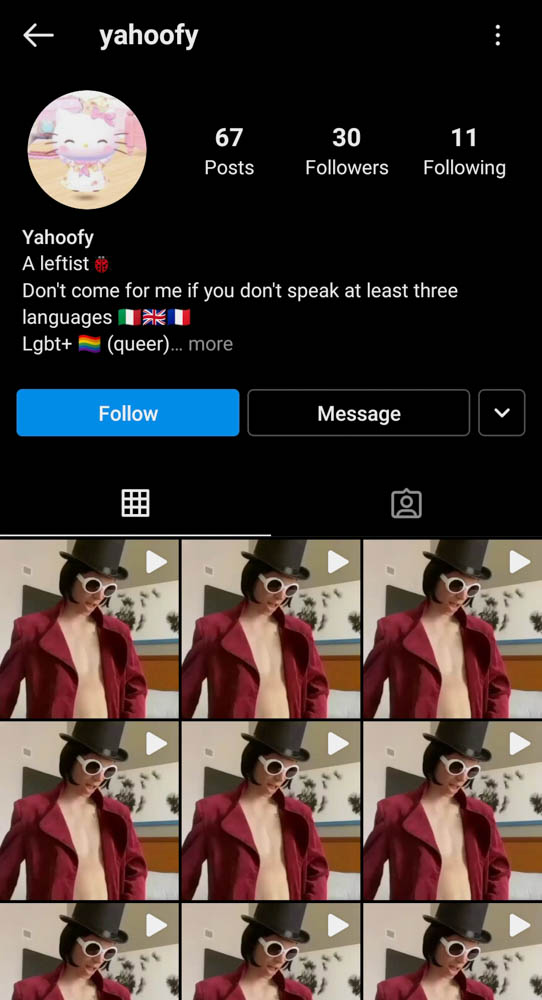 yahoofy
67 30 11
Posts Followers Following
Yahoofy
A leftist🐞
Don't come for me if you don't speak at least three
languages 🇮🇹🇬🇧🇫🇷
Lgbt+ 🏳️‍🌈 (queer)... more
Follow Message